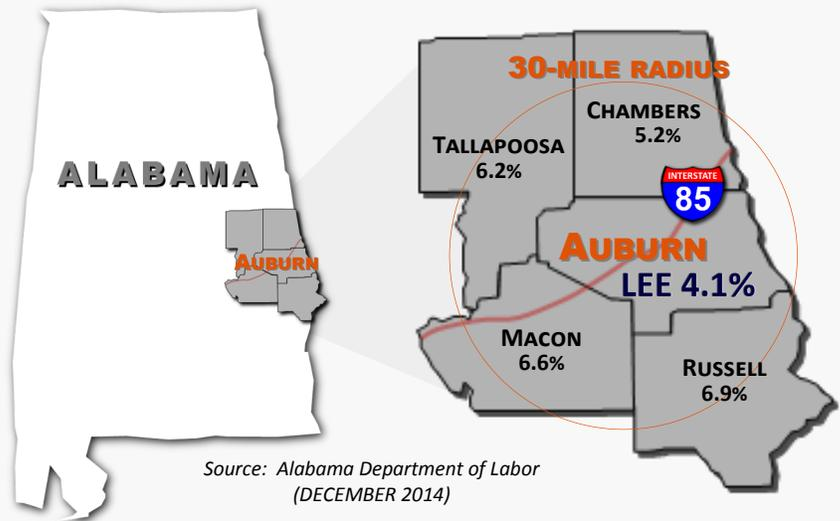 ALABAMA
AUBURN
30-MILE RADIUS
CHAMBERS
5.2%
TALLAPOOSA
6.2%
INTERSTATE
85
AUBURN
LEE 4.1%
MACON
6.6%
RUSSELL
6.9%
Source: Alabama Department of Labor
(DECEMBER 2014)